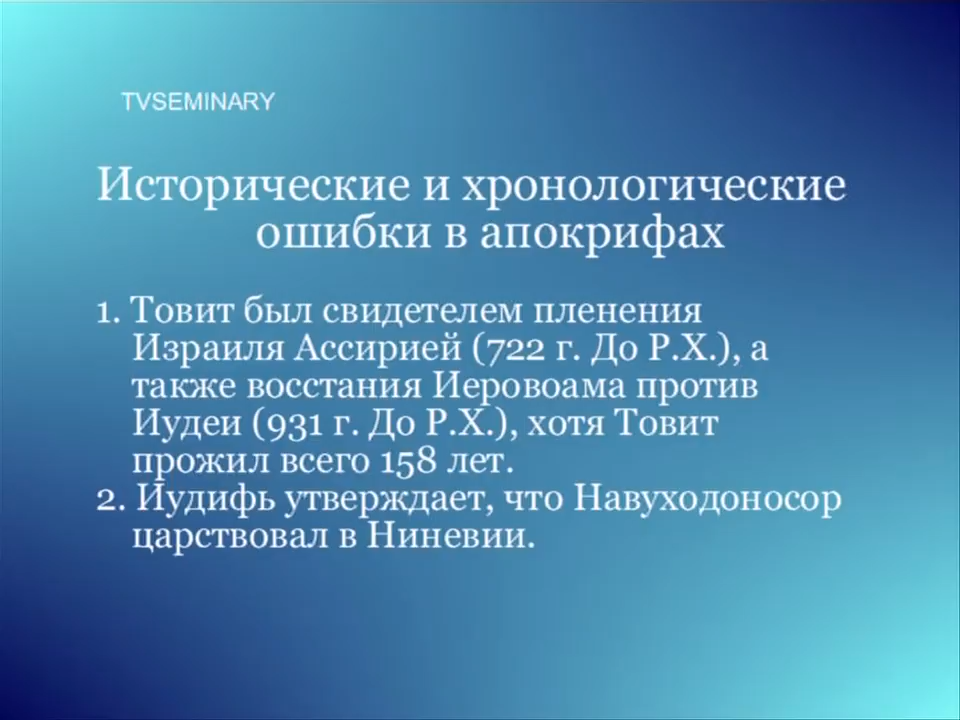 TVSEMINARY
Исторические и хронологические
ошибки в апокрифах
1. Товит был свидетелем пленения
Израиля Ассирией (722 г. До Р.Х.), а
также восстания Иеровоама против
Иудеи (931 г. До Р.Х.), хотя Товит
прожил всего 158 лет.
2. Иудифь утверждает, что Навуходоносор
царствовал в Ниневии.